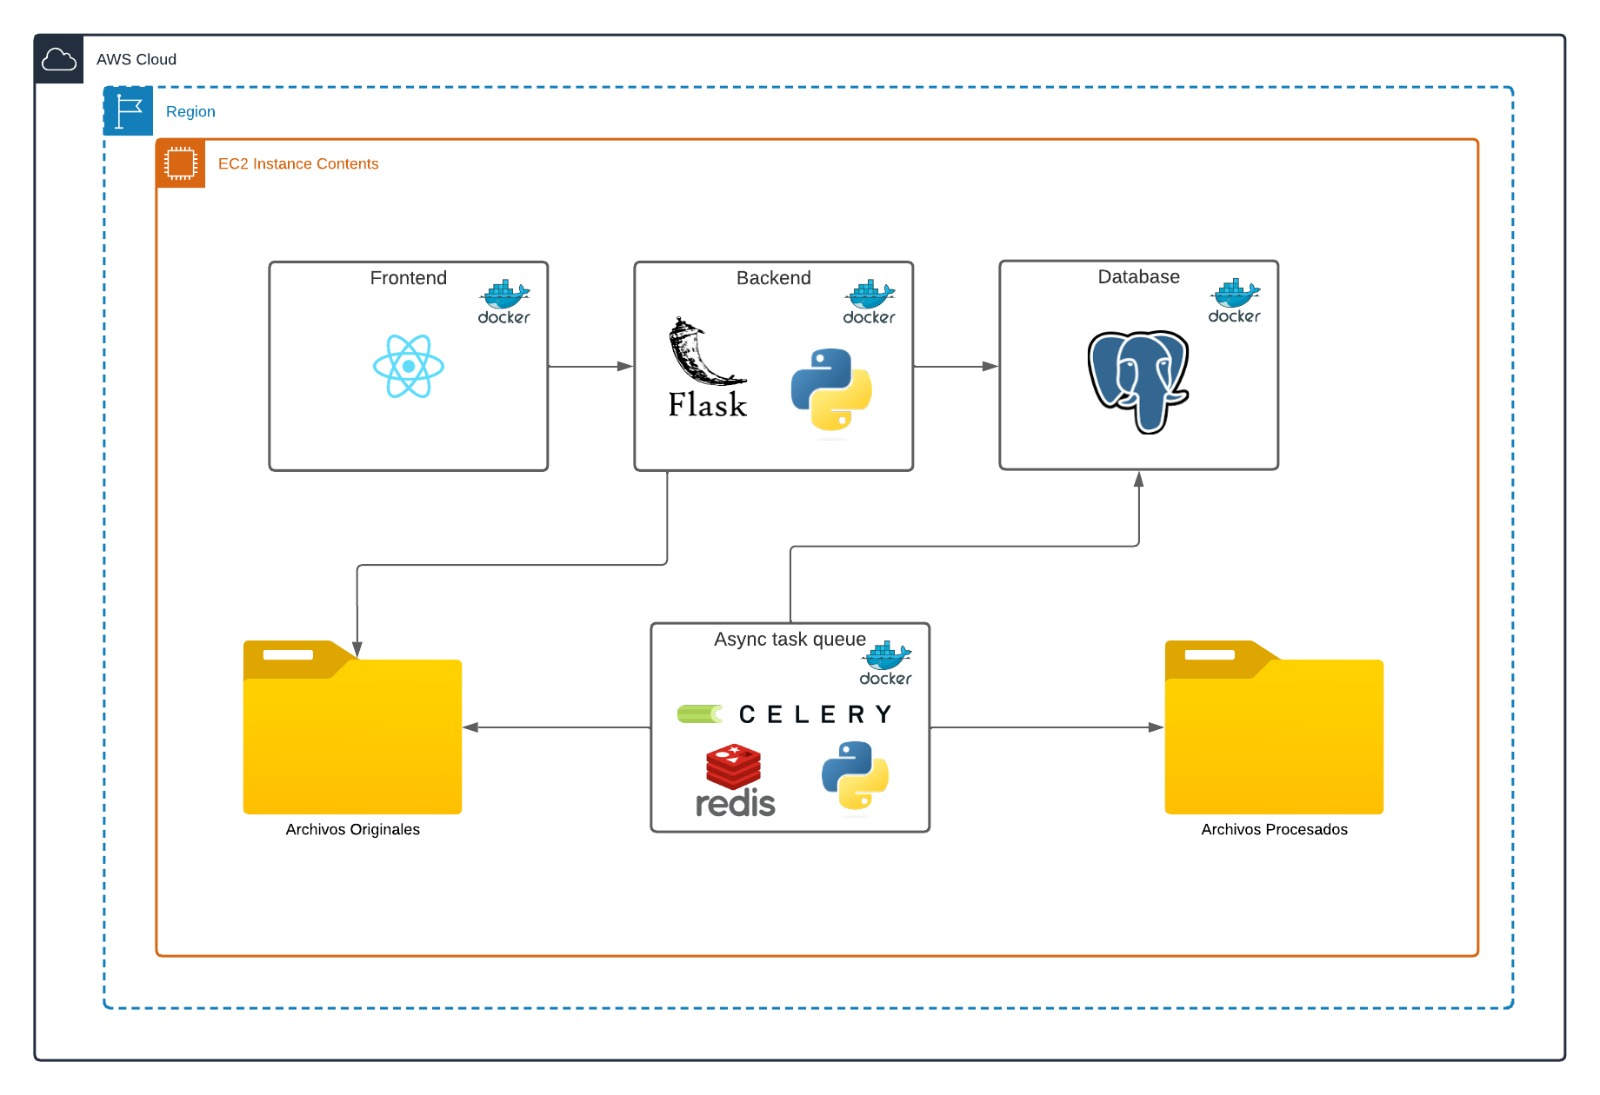 AWS Cloud
Region
EC2 Instance Contents
Frontend
docker
Backend
docker
Flask
Database
docker
Async task queue
docker
CELERY
redis
Archivos Originales
Archivos Procesados